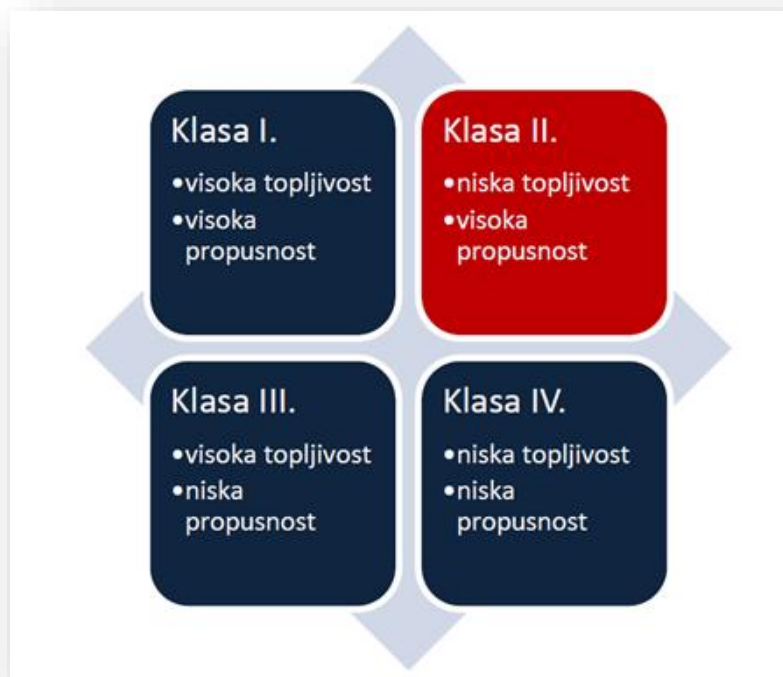 Klasa I.
•visoka topljivost
•visoka
propusnost
Klasa II.
•niska topljivost
•visoka
propusnost
Klasa III.
•visoka topljivost
•niska
propusnost
Klasa IV.
•niska topljivost
•niska
propusnost